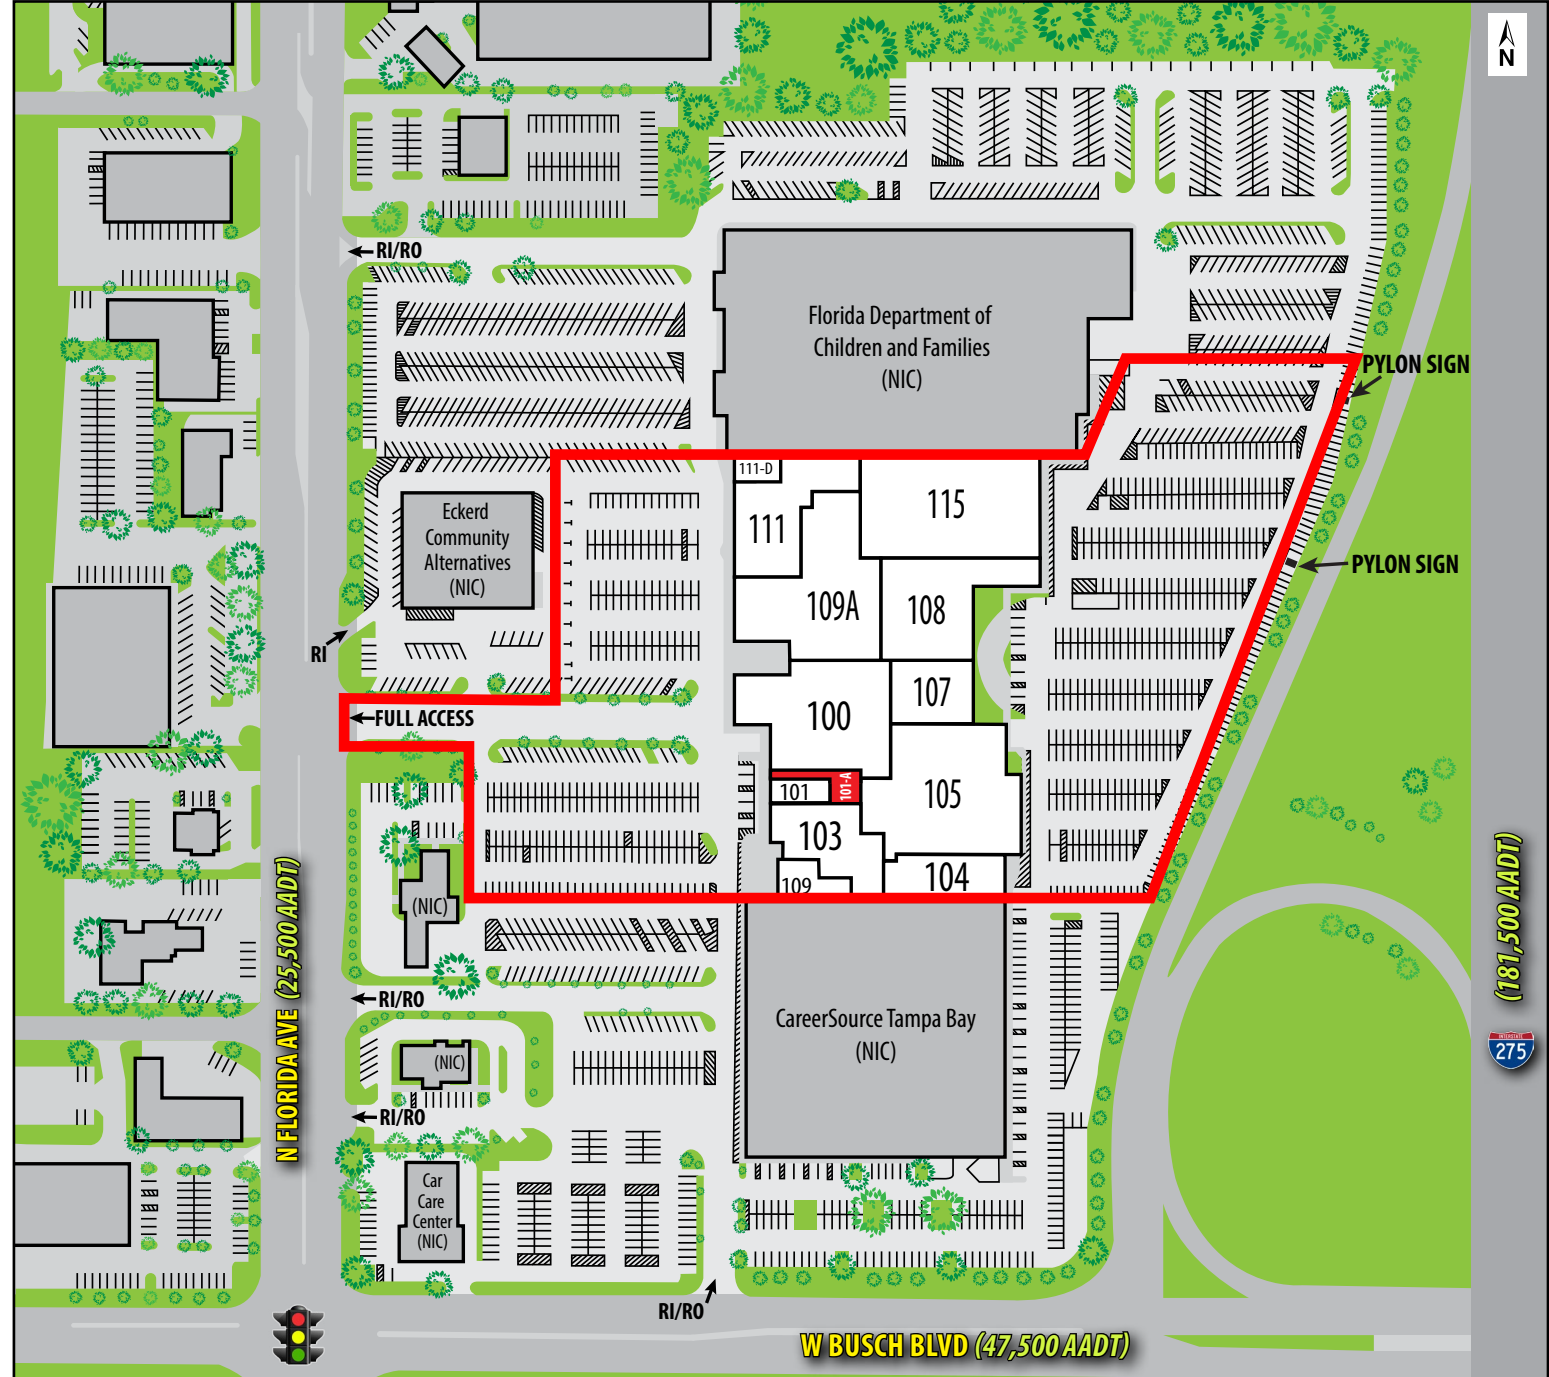 N
RI/RO
Florida Department of
Children and Families
(NIC)
PYLON SIGN
111-D
115
111
Eckerd
Community
Alternatives
(NIC)
PYLON SIGN
109A
108
RI
107
100
FULL ACCESS
101-A
101
105
103
109
104
(NIC)
N FLORIDA AVE (25,500 AADT)
(181,500 AADT)
RI/RO
CareerSource Tampa Bay
(NIC)
INTERSTATE
275
(NIC)
RI/RO
Car
Care
Center
(NIC)
RI/RO
W BUSCH BLVD (47,500 AADT)